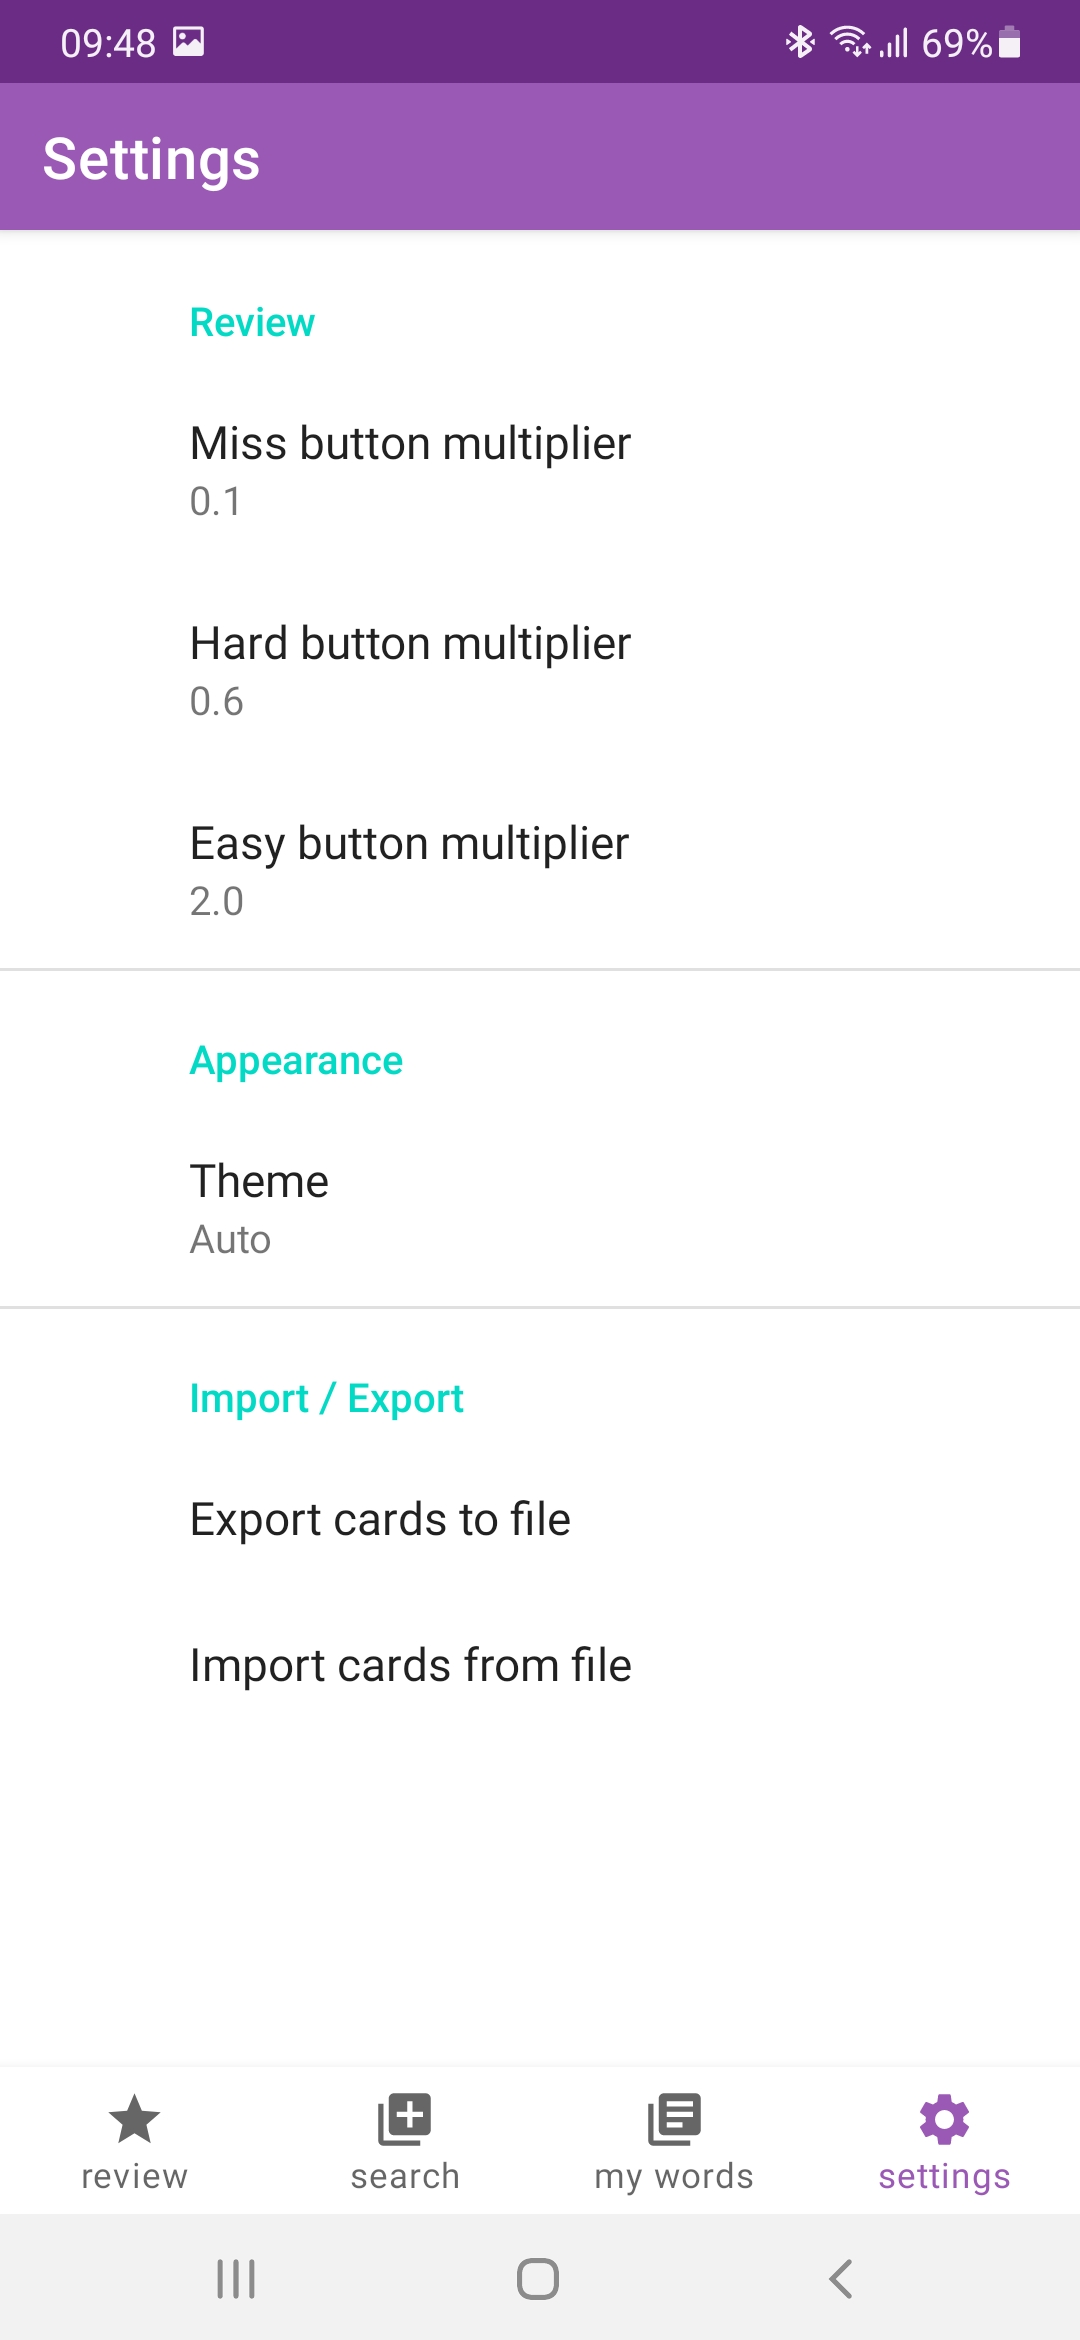 09:48
69%
Settings
Review
Miss button multiplier
0.1
Hard button multiplier
0.6
Easy button multiplier
2.0
Appearance
Theme
Auto
Import / Export
Export cards to file
Import cards from file
review
search
my words
settings